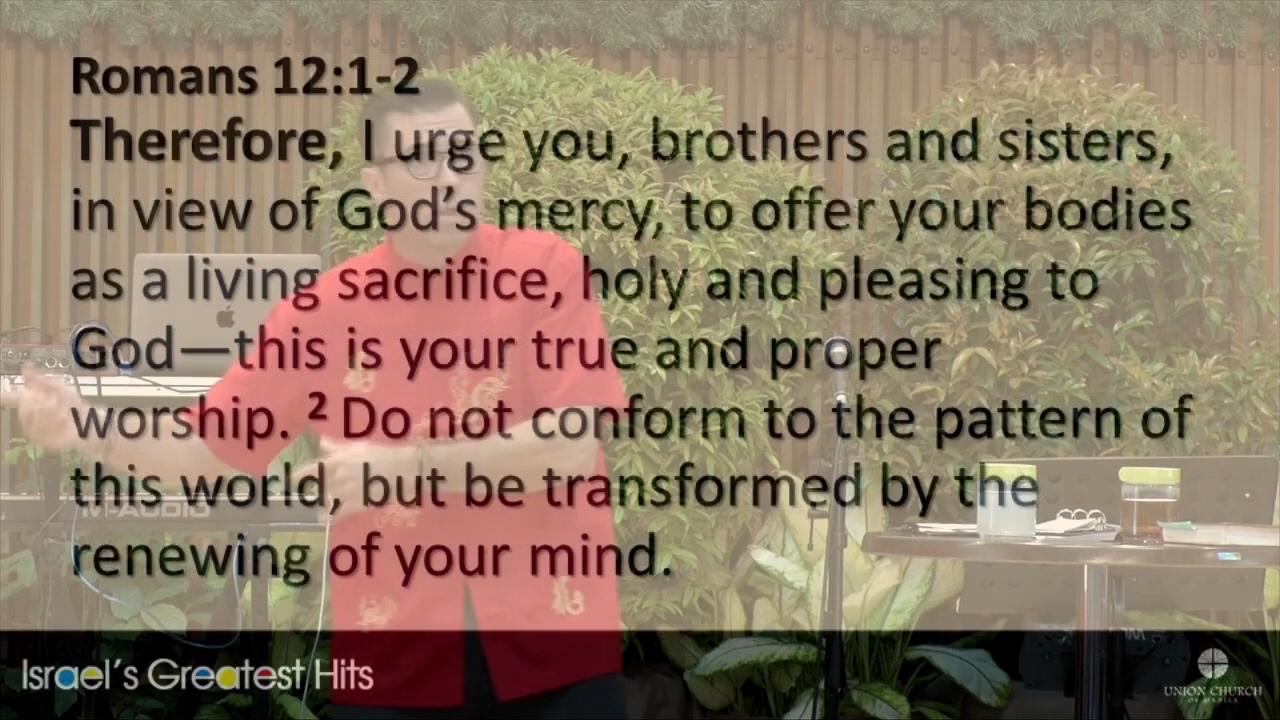 Romans 12:1-2
Therefore, I urge you, brothers and sisters,
in view of God’s mercy, to offer your bodies
as a living sacrifice, holy and pleasing to
God—this is your true and proper
worship. ² Do not conform to the pattern of
this world, but be transformed by the
renewing of your mind.
M-AUDIO
Israel's Greatest Hits
UNION CHURCH
OF MANILA